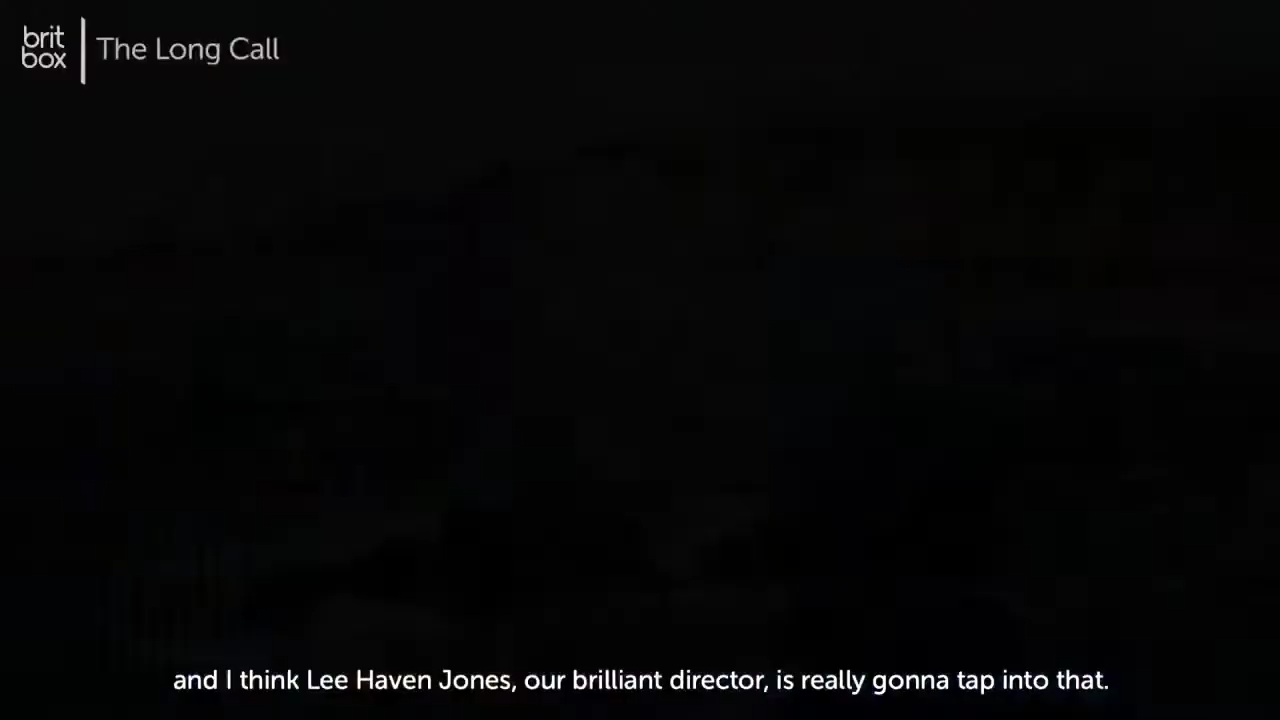 brit
box
The Long Call
and I think Lee Haven Jones, our brilliant director, is really gonna tap into that.